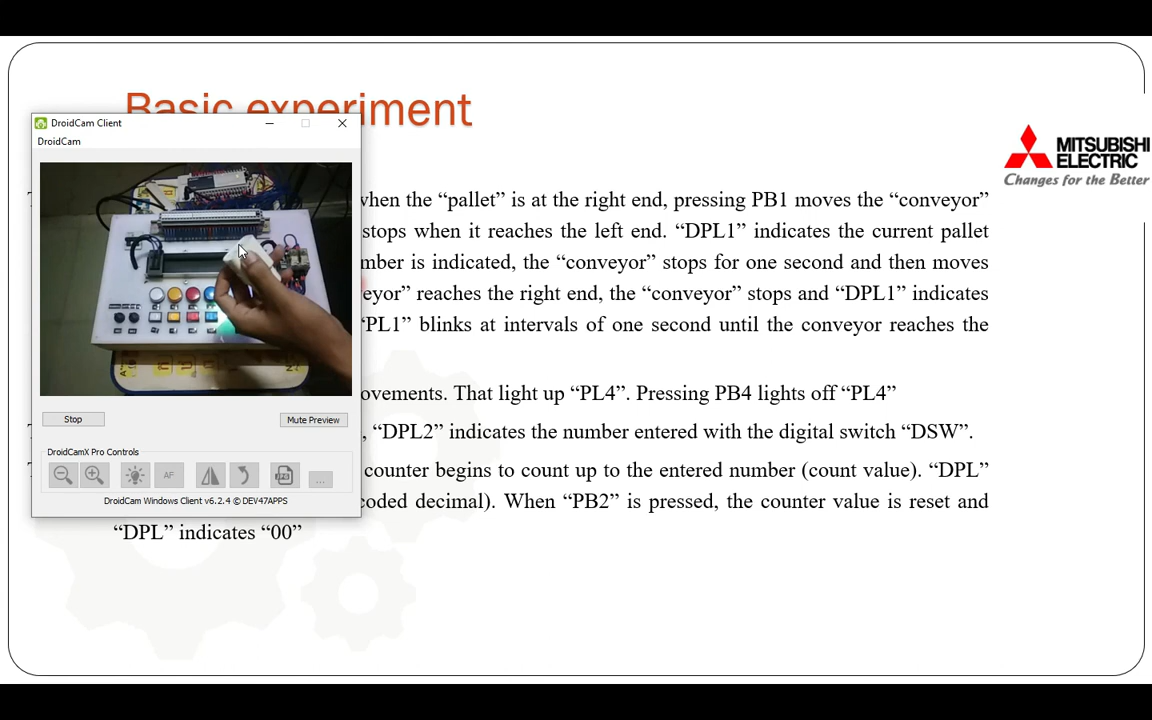 Basic experiment
DroidCam Client
DroidCam
MITSUBISHI
ELECTRIC
Changes for the Better
when the “pallet” is at the right end, pressing PB1 moves the “conveyor”
stops when it reaches the left end. “DPL1” indicates the current pallet
mber is indicated, the “conveyor” stops for one second and then moves
eyor” reaches the right end, the “conveyor” stops and “DPL1” indicates
“PL1” blinks at intervals of one second until the conveyor reaches the
ovements. That light up “PL4”. Pressing PB4 lights off “PL4”
, “DPL2” indicates the number entered with the digital switch “DSW”.
counter begins to count up to the entered number (count value). “DPL”
coded decimal). When “PB2” is pressed, the counter value is reset and
“DPL” indicates “00”
Stop
Mute Preview
DroidCamX Pro Controls
AF
JPG
...
DroidCam Windows Client v6.2.4 © DEV47APPS